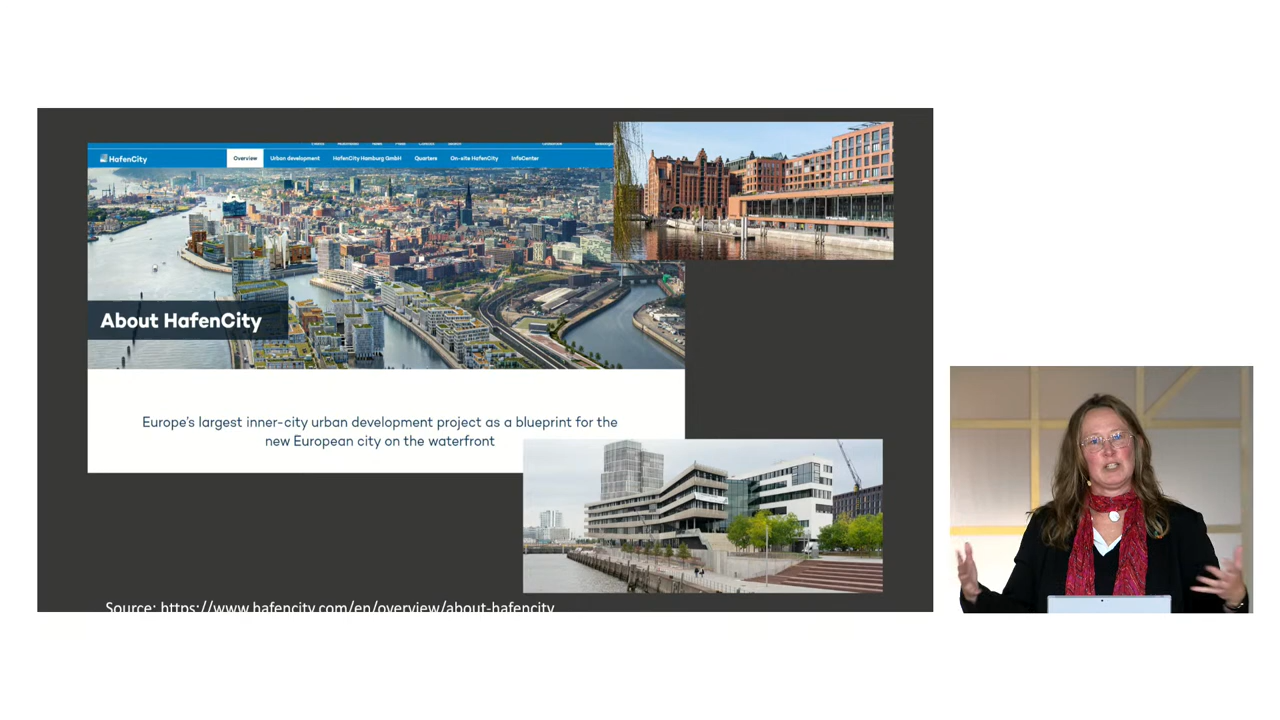 HafenCity
Overview Urban development HafenCity Hamburg GmbH Quarters On-site HafenCity InfoCenter
About HafenCity
Europe's largest inner-city urban development project as a blueprint for the
new European city on the waterfront
Source: https://www.hafencity.com/en/overview/about-hafencity